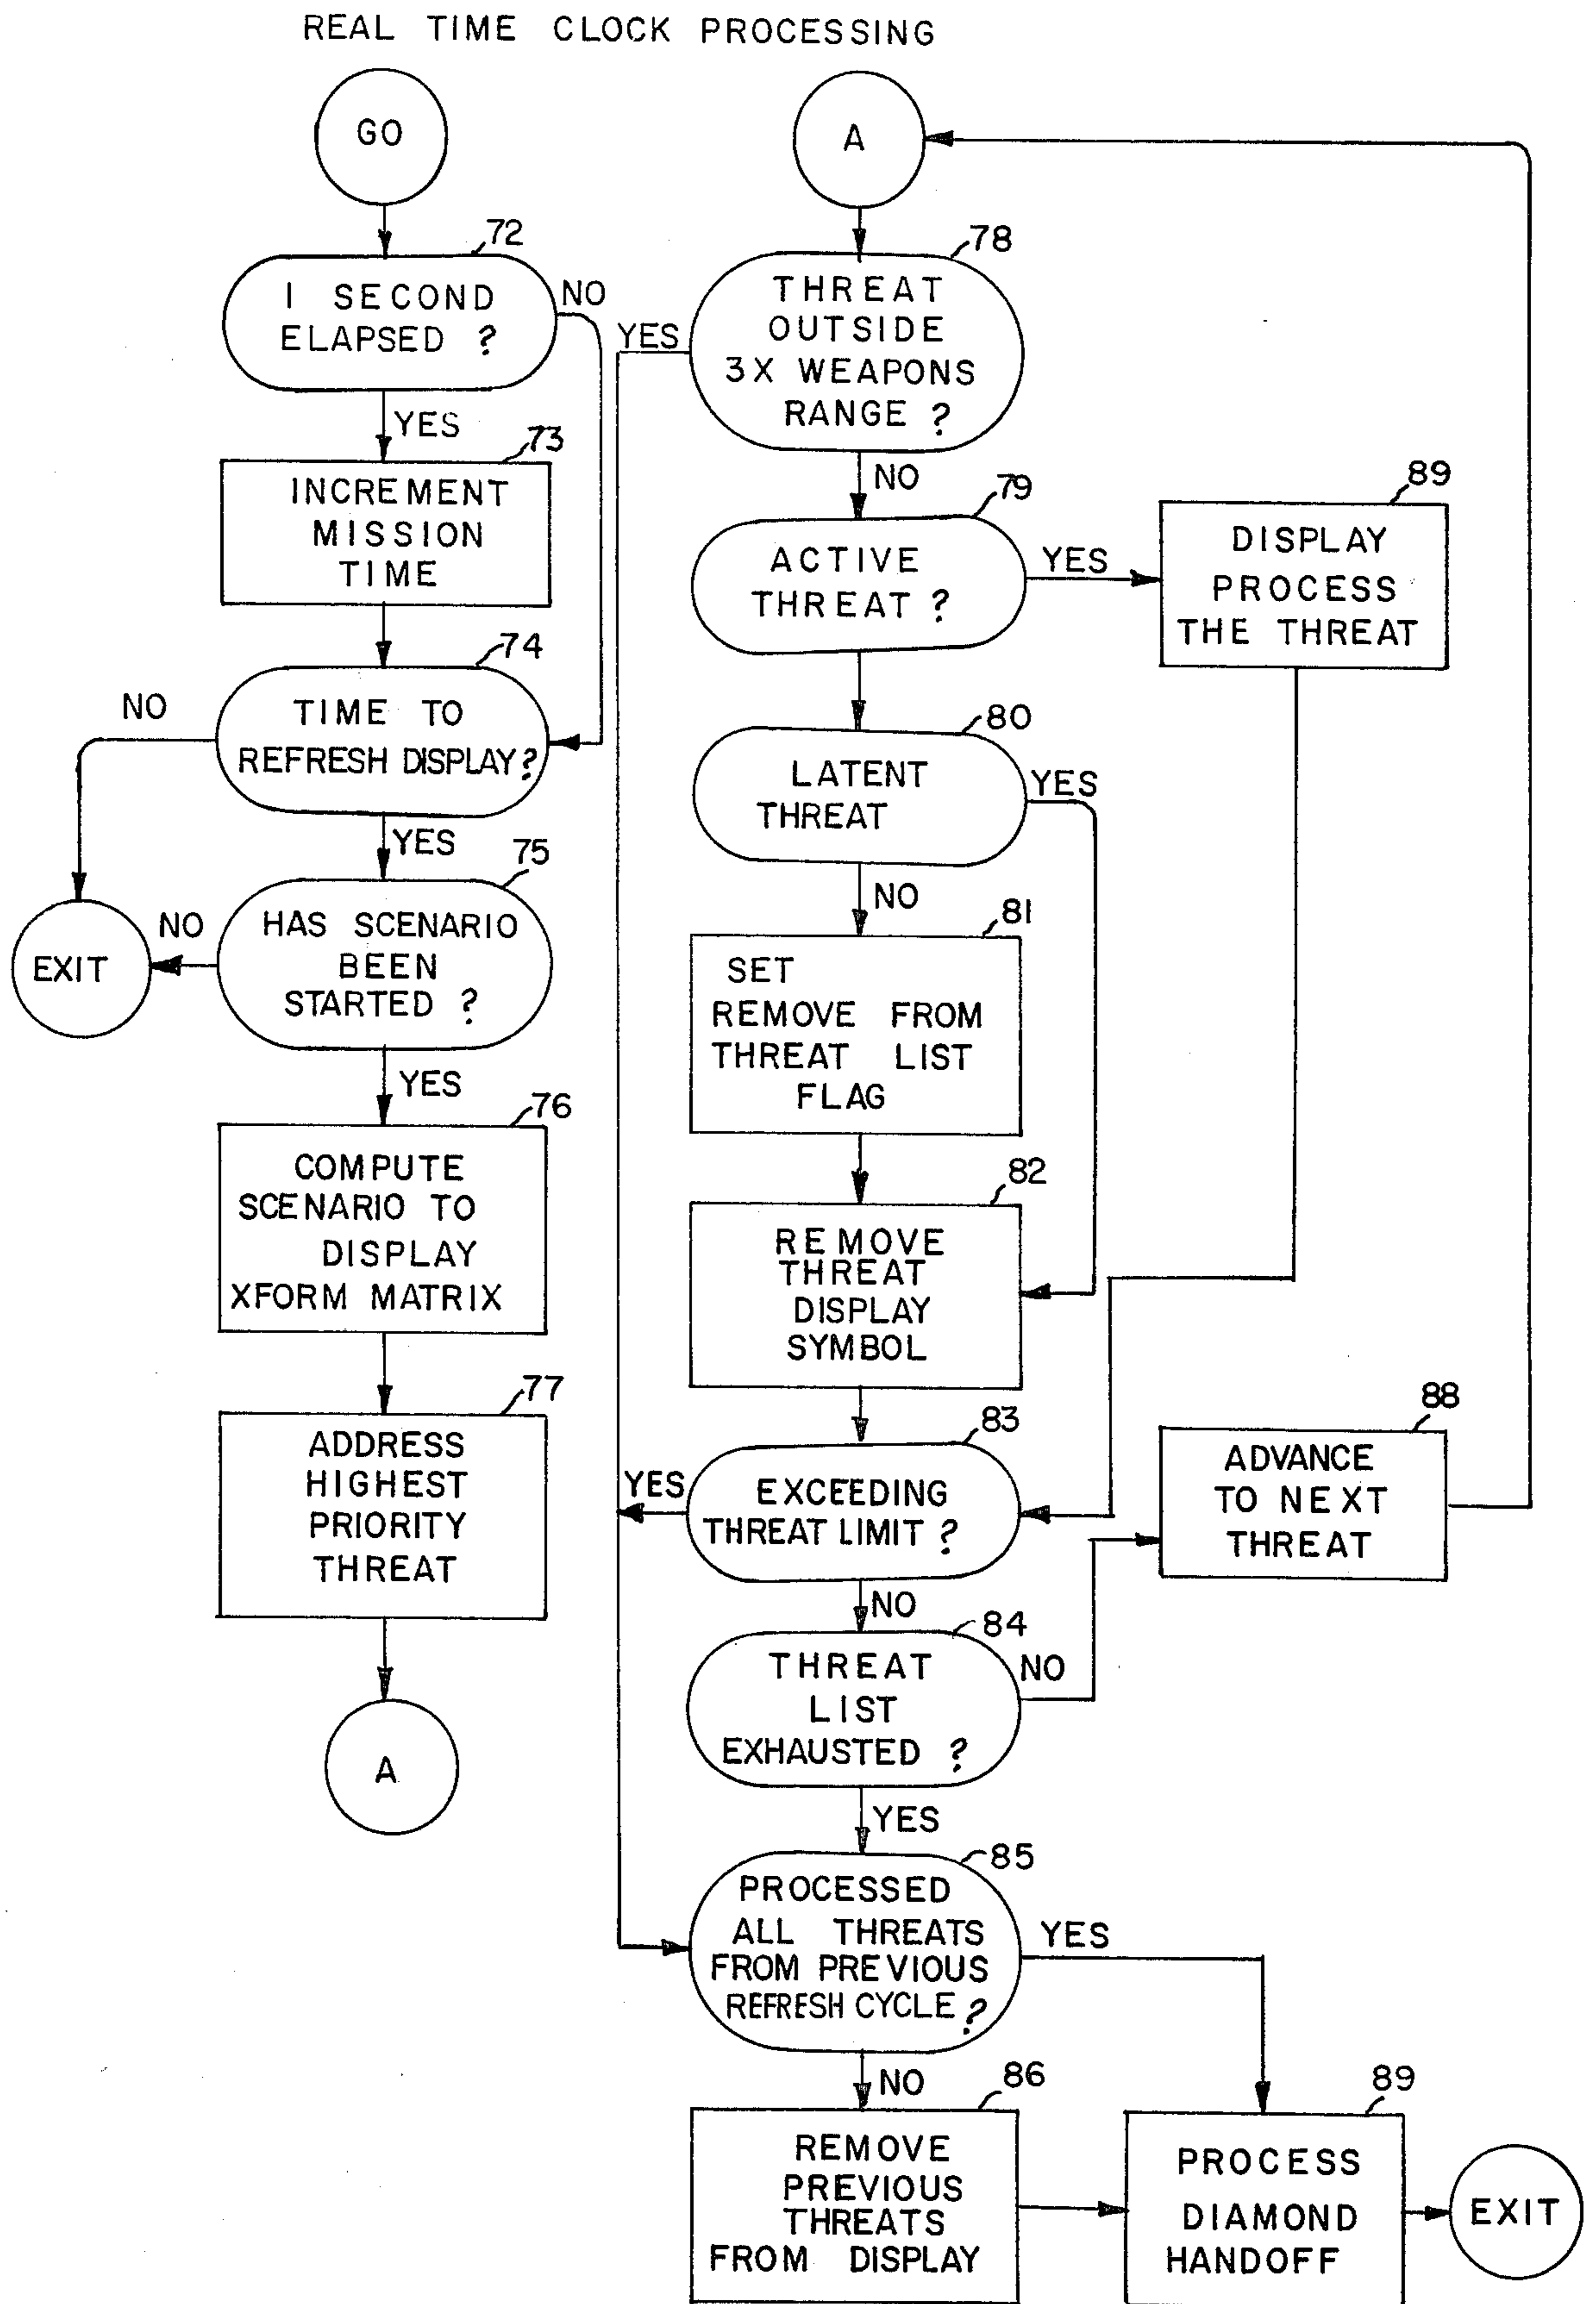 REAL TIME CLOCK PROCESSING
GO
72
1 SECOND
ELAPSED ?
NO
YES
73
INCREMENT
MISSION
TIME
74
TIME TO
REFRESH DISPLAY?
NO
YES
75
HAS SCENARIO
BEEN
STARTED ?
NO
EXIT
YES
76
COMPUTE
SCENARIO TO
DISPLAY
XFORM MATRIX
77
ADDRESS
HIGHEST
PRIORITY
THREAT
A
A
78
THREAT
OUTSIDE
3X WEAPONS
RANGE ?
YES
NO
79
ACTIVE
THREAT ?
YES
89
DISPLAY
PROCESS
THE THREAT
80
LATENT
THREAT
YES
NO
81
SET
REMOVE FROM
THREAT LIST
FLAG
82
REMOVE
THREAT
DISPLAY
SYMBOL
83
EXCEEDING
THREAT LIMIT ?
YES
NO
88
ADVANCE
TO NEXT
THREAT
84
THREAT
LIST
EXHAUSTED ?
NO
YES
85
PROCESSED
ALL THREATS
FROM PREVIOUS
REFRESH CYCLE ?
YES
NO
86
REMOVE
PREVIOUS
THREATS
FROM DISPLAY
89
PROCESS
DIAMOND
HANDOFF
EXIT